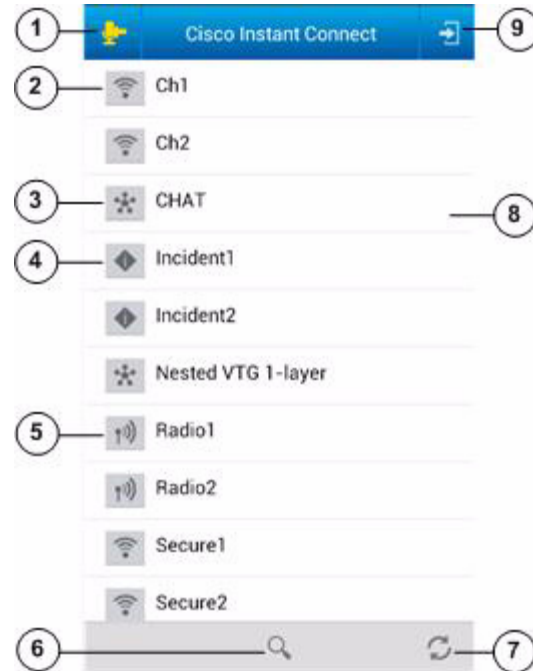 1 Cisco Instant Connect 9
2 Ch1
Ch2
3 CHAT 8
4 Incident1
Incident2
Nested VTG 1-layer
5 Radio1
Radio2
Secure1
Secure2
6 7